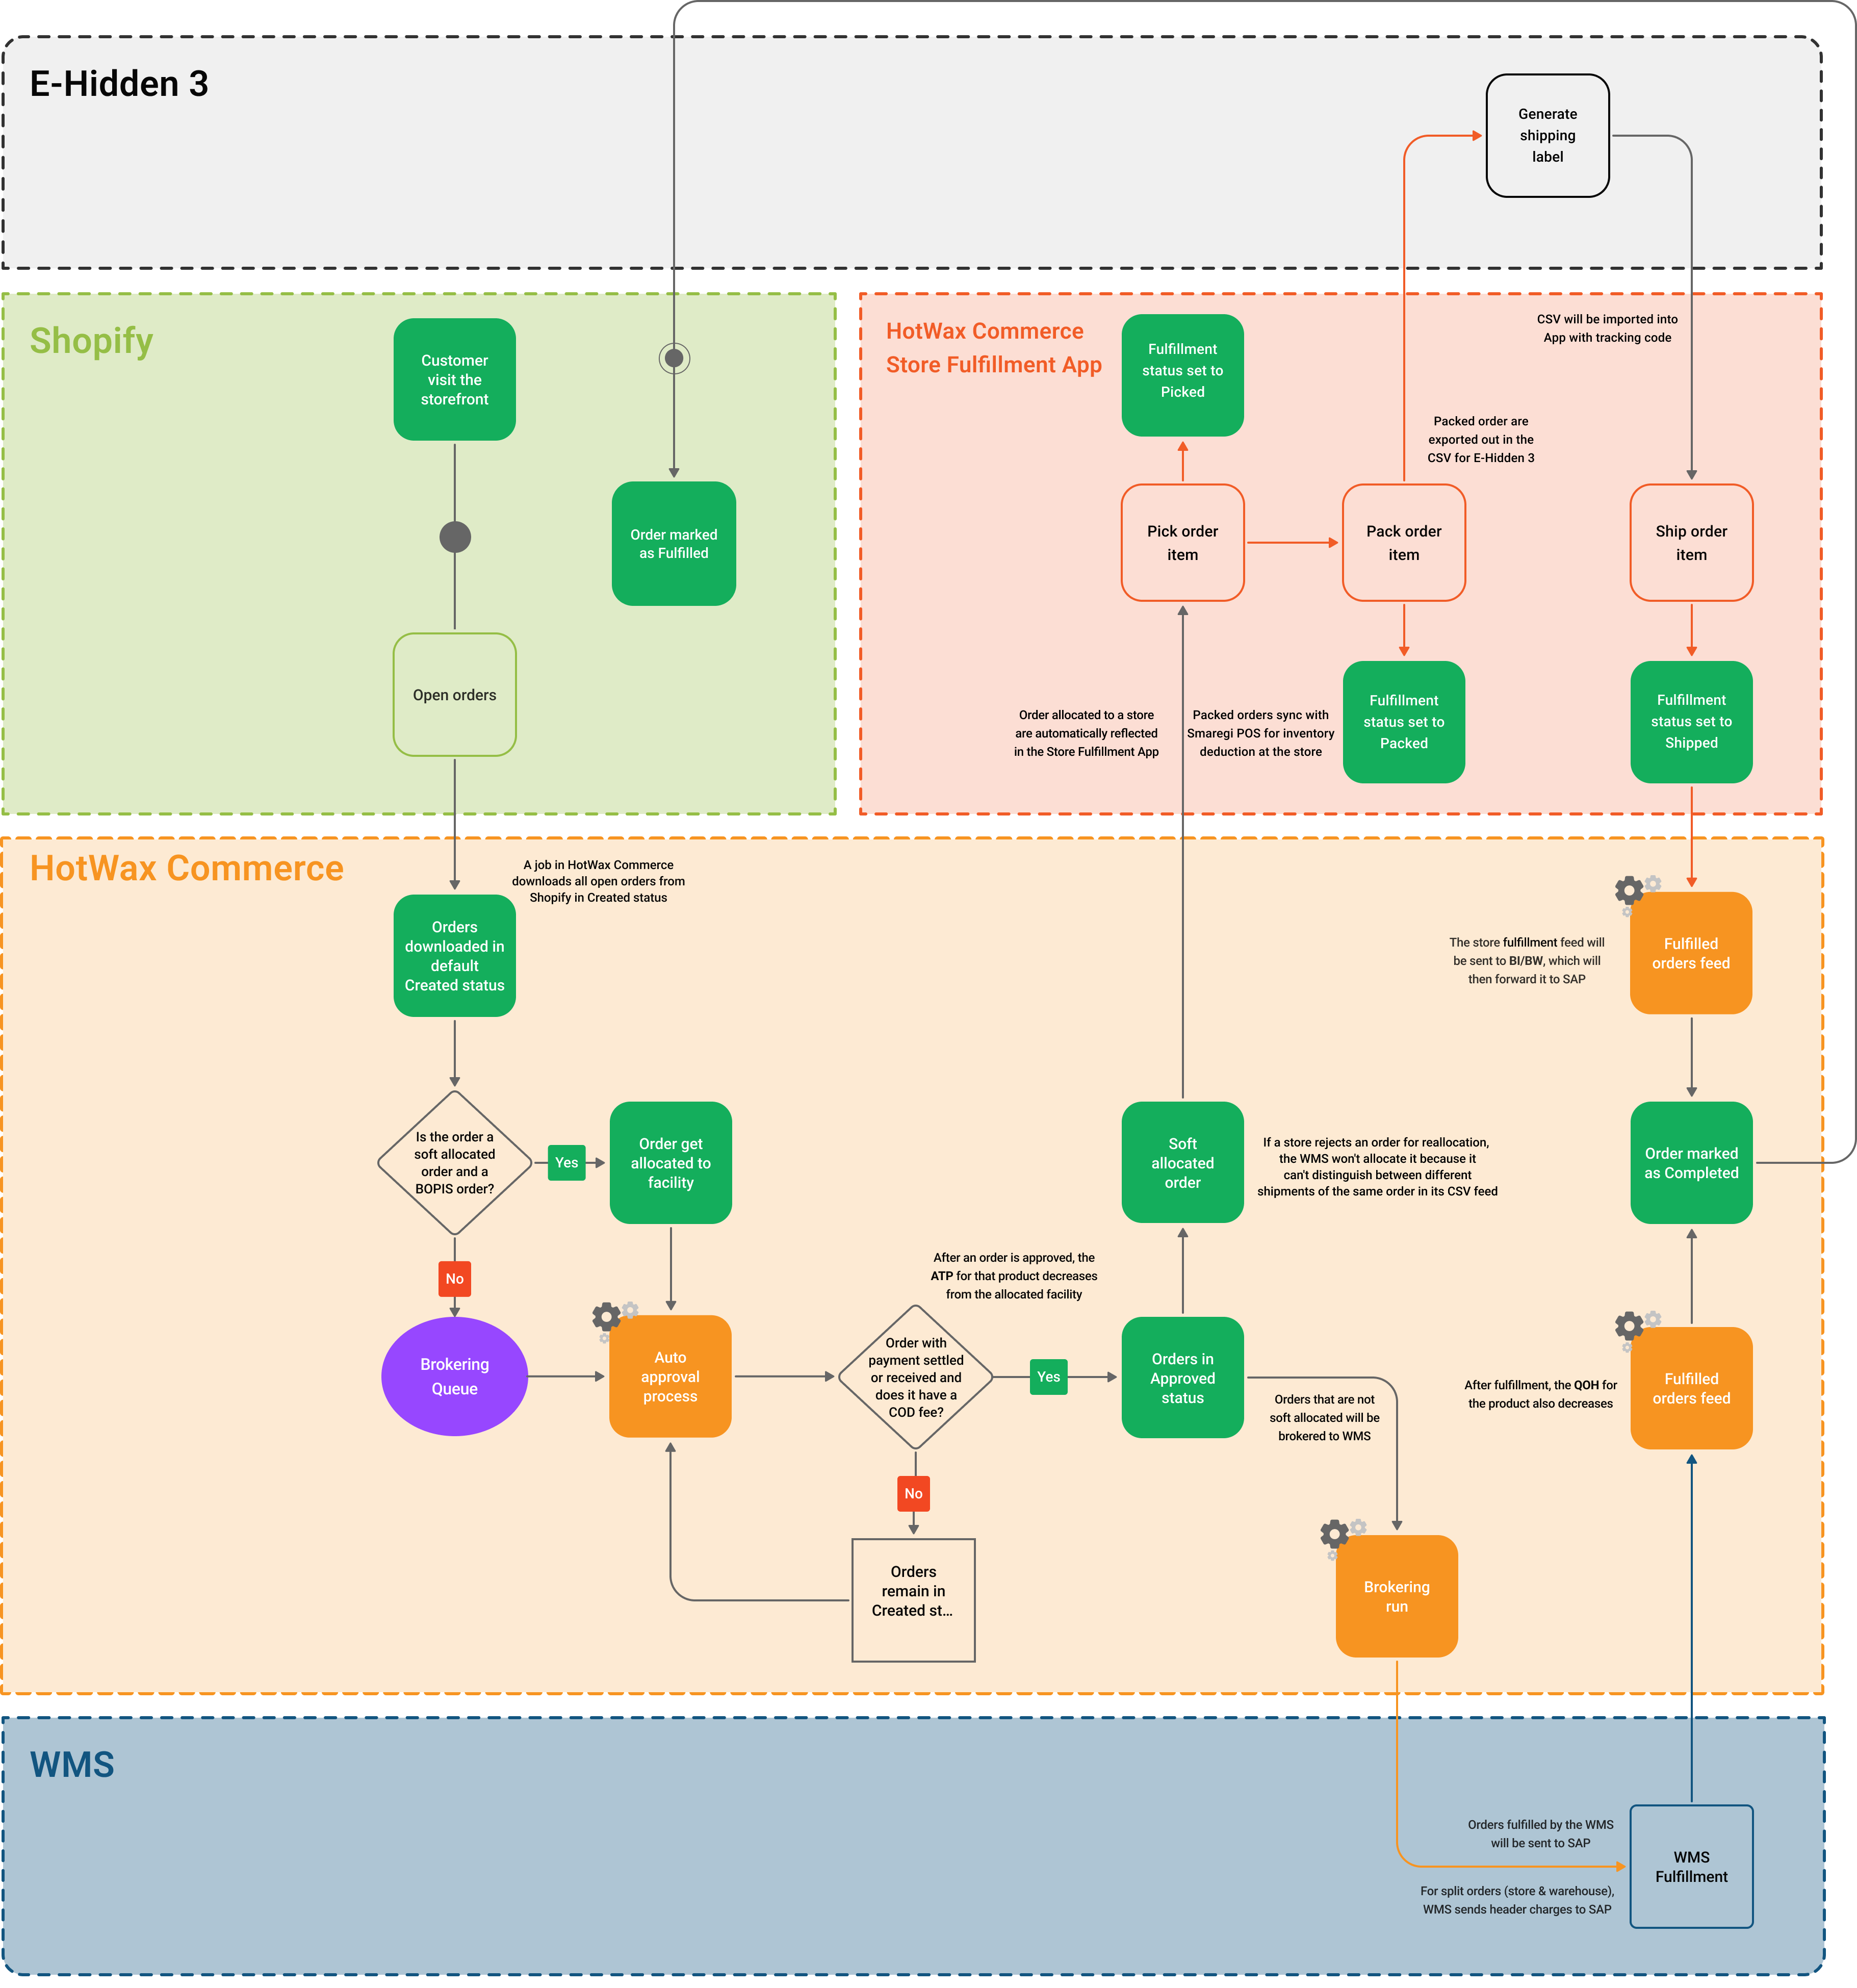 E-Hidden 3
Generate
shipping
label
Shopify
Customer
visit the
storefront
Order marked
as Fulfilled
Open orders
HotWax Commerce
Store Fulfillment App
Fulfillment
status set to
Picked
CSV will be imported into
App with tracking code
Packed order are
exported out in the
CSV for E-Hidden 3
Pick order
item
Pack order
item
Ship order
item
Order allocated to a store
are automatically reflected
in the Store Fulfillment App
Packed orders sync with
Smaregi POS for inventory
deduction at the store
Fulfillment
status set to
Packed
Fulfillment
status set to
Shipped
HotWax Commerce
A job in HotWax Commerce
downloads all open orders from
Shopify in Created status
Orders
downloaded in
default
Created status
The store fulfillment feed will
be sent to BI/BW, which will
then forward it to SAP
Fulfilled
orders feed
Is the order a
soft allocated
order and a
BOPIS order?
Yes
Order get
allocated to
facility
Soft
allocated
order
If a store rejects an order for reallocation,
the WMS won't allocate it because it
can't distinguish between different
shipments of the same order in its CSV feed
Order marked
as Completed
No
After an order is approved, the
ATP for that product decreases
from the allocated facility
Brokering
Queue
Auto
approval
process
Order with
payment settled
or received and
does it have a
COD fee?
Yes
Orders in
Approved
status
Orders that are not
soft allocated will be
brokered to WMS
After fulfillment, the QOH for
the product also decreases
Fulfilled
orders feed
No
Orders
remain in
Created st...
Brokering
run
WMS
Orders fulfilled by the WMS
will be sent to SAP
For split orders (store & warehouse),
WMS sends header charges to SAP
WMS
Fulfillment